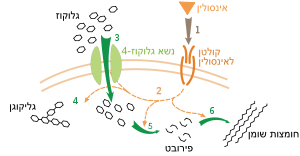 גלוקוז
אינסולין
1
3
נשא גלוקוז-4
קולטן
לאינסולין
2
4
גליקוגן
5
6
פירובט
חומצות שומן